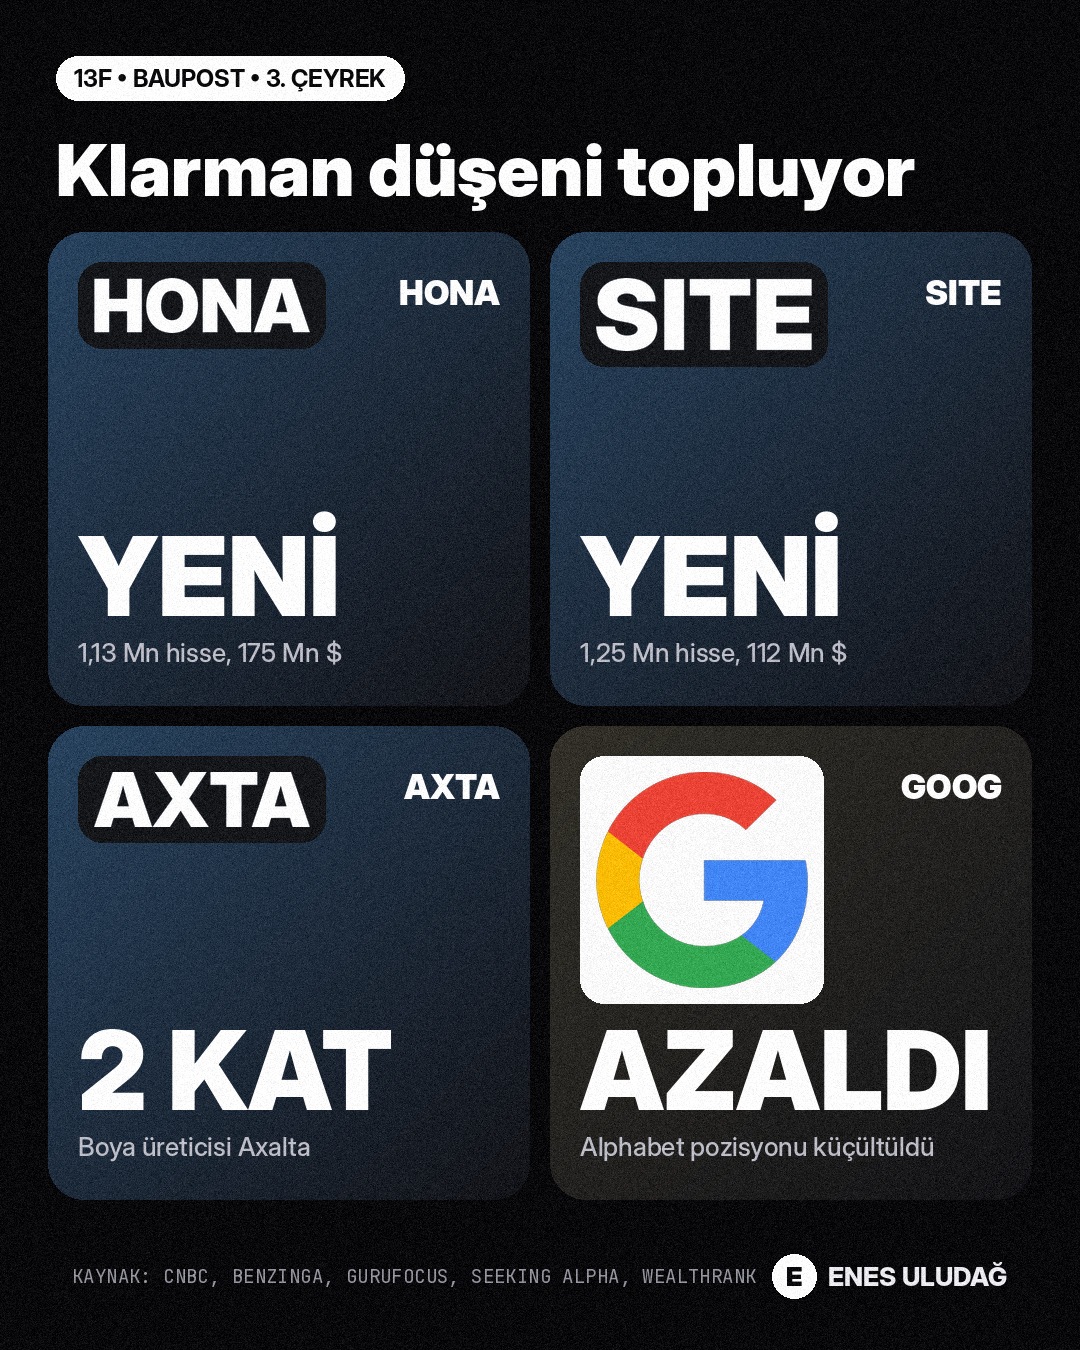 13F • BAUPOST • 3. ÇEYREK
Klarman düşeni topluyor
HONA
HONA
YENİ
1,13 Mn hisse, 175 Mn $
SITE
SITE
YENİ
1,25 Mn hisse, 112 Mn $
AXTA
AXTA
2 KAT
Boya üreticisi Axalta
G
GOOG
AZALDI
Alphabet pozisyonu küçültüldü
KAYNAK: CNBC, BENZINGA, GURUFOCUS, SEEKING ALPHA, WEALTHRANK
E ENES ULUDAĞ